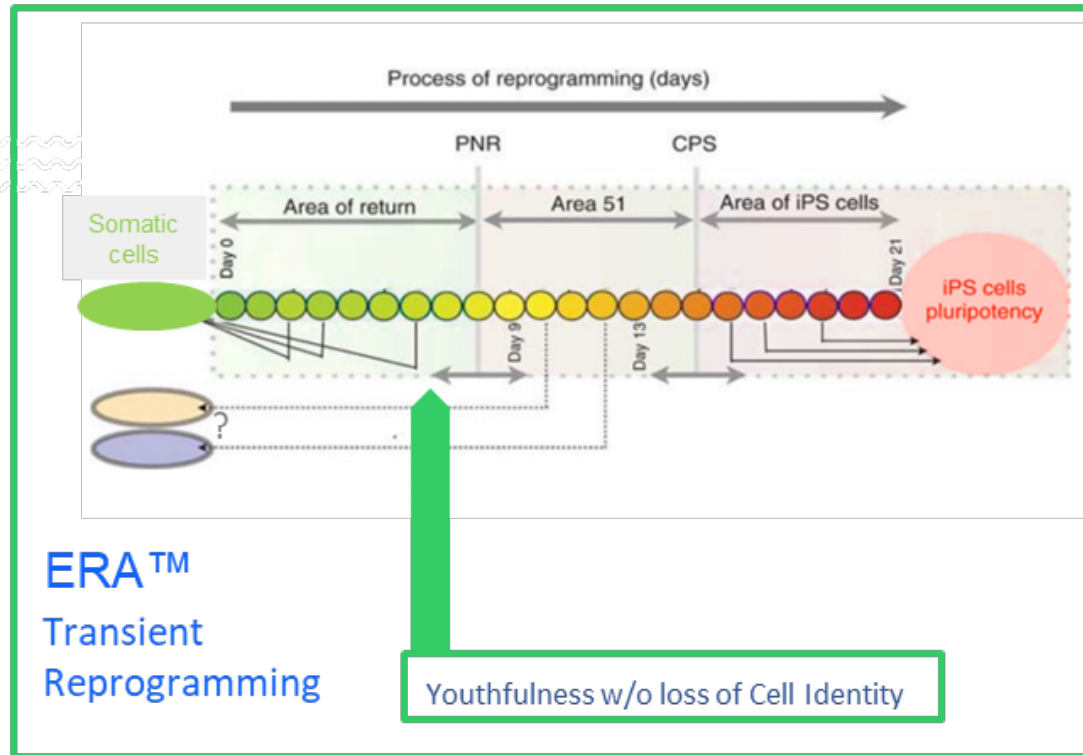 Process of reprogramming (days)
PNR
CPS
Area of return
Area 51
Area of iPS cells
Somatic
cells
Day 0
Day 9
Day 13
Day 21
iPS cells
pluripotency
?
ERA™
Transient
Reprogramming
Youthfulness w/o loss of Cell Identity